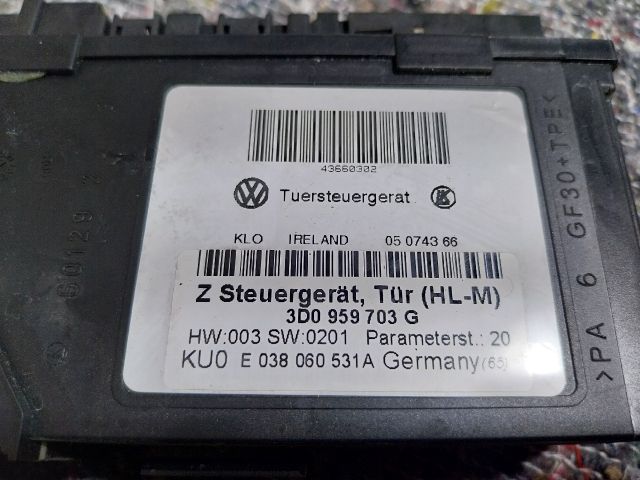 43660302
Tuersteuergerat
KLO IRELAND 05 0743 66
Z Steuergerät, Tür (HL-M)
3D0 959 703 G
HW:003 SW:0201 Parameterst.: 20
KU0 E 038 060 531A Germany (65)
>PA 6 GF30+TPE<